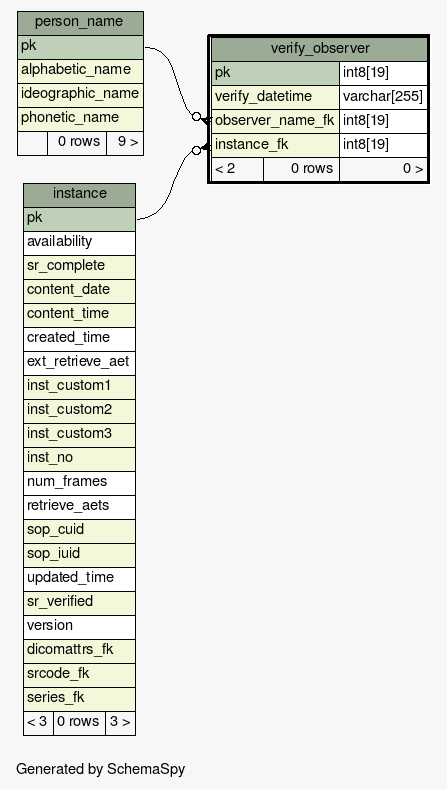 person_name
pk
alphabetic_name
ideographic_name
phonetic_name
0 rows 9 >
verify_observer
pk int8[19]
verify_datetime varchar[255]
observer_name_fk int8[19]
instance_fk int8[19]
< 2 0 rows 0 >
instance
pk
availability
sr_complete
content_date
content_time
created_time
ext_retrieve_aet
inst_custom1
inst_custom2
inst_custom3
inst_no
num_frames
retrieve_aets
sop_cuid
sop_iuid
updated_time
sr_verified
version
dicomattrs_fk
srcode_fk
series_fk
< 3 0 rows 3 >
Generated by SchemaSpy